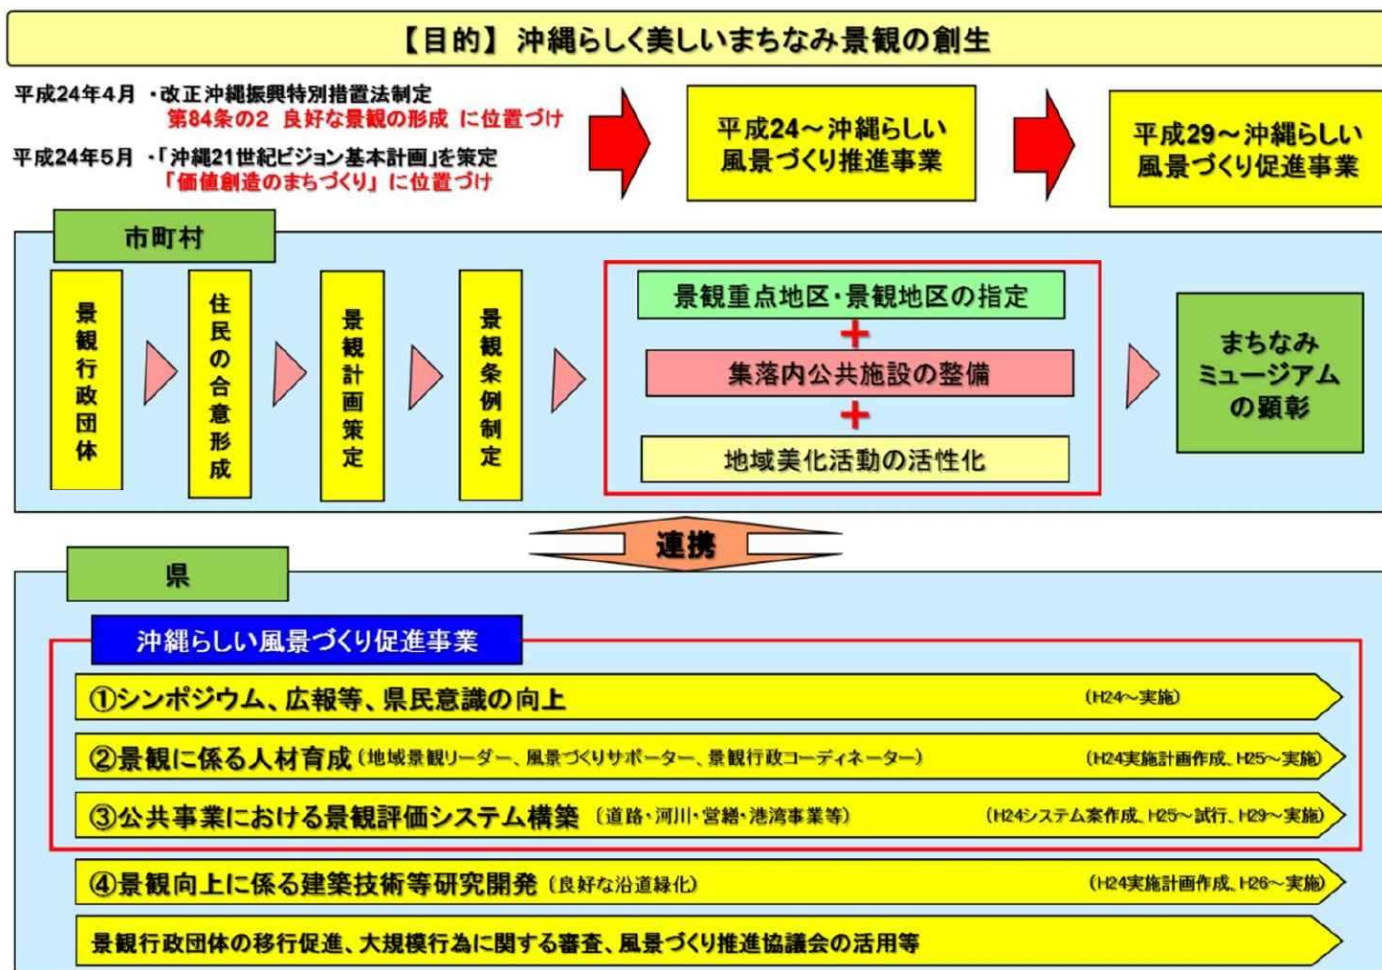 【目的】 沖縄らしく美しいまちなみ景観の創生
平成24年4月 ・改正沖縄振興特別措置法制定
第84条の2 良好な景観の形成 に位置づけ
平成24年5月 ・「沖縄21世紀ビジョン基本計画」を策定
「価値創造のまちづくり」 に位置づけ
平成24～沖縄らしい
風景づくり推進事業
平成29～沖縄らしい
風景づくり促進事業
市町村
景観行政団体
住民の合意形成
景観計画策定
景観条例制定
景観重点地区・景観地区の指定
+
集落内公共施設の整備
+
地域美化活動の活性化
まちなみ
ミュージアム
の顕彰
連携
県
沖縄らしい風景づくり促進事業
①シンポジウム、広報等、県民意識の向上 (H24～実施)
②景観に係る人材育成 (地域景観リーダー、風景づくりサポーター、景観行政コーディネーター) (H24実施計画作成、H25～実施)
③公共事業における景観評価システム構築 (道路・河川・営繕・港湾事業等) (H24システム案作成、H25～試行、H29～実施)
④景観向上に係る建築技術等研究開発 (良好な沿道緑化) (H24実施計画作成、H26～実施)
景観行政団体の移行促進、大規模行為に関する審査、風景づくり推進協議会の活用等